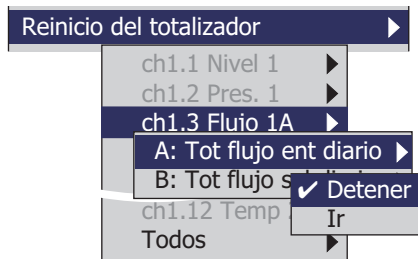 Reinicio del totalizador
ch1.1 Nivel 1
ch1.2 Pres. 1
ch1.3 Flujo 1A
A: Tot flujo ent diario
B: Tot flujo s
✔ Detener
ch1.12 Temp
Ir
Todos